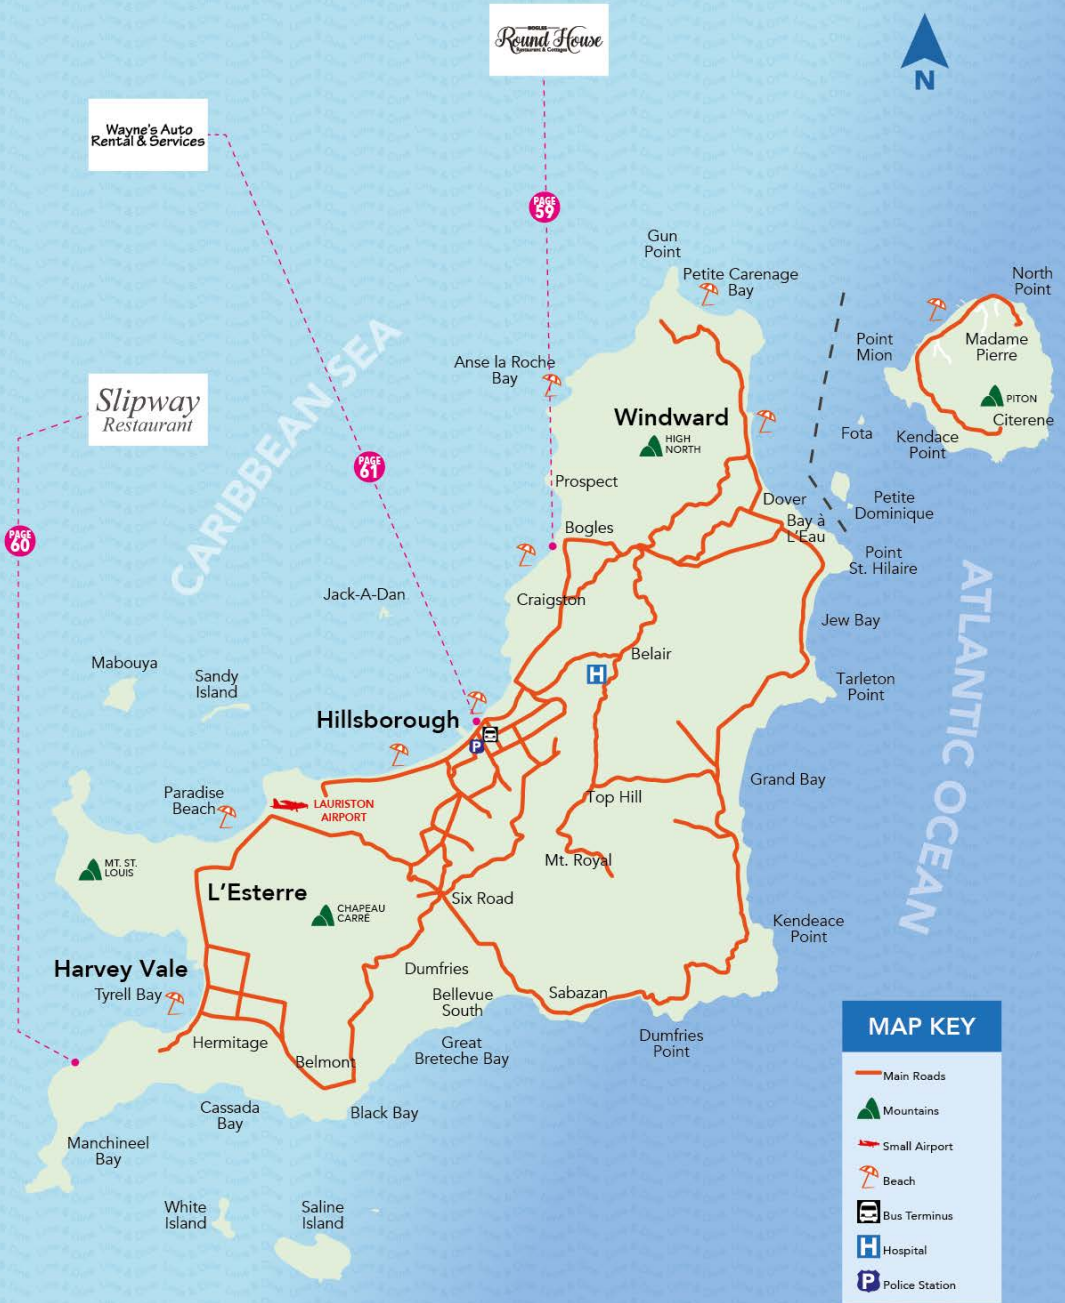 BOGLES
Round House
Restaurant & Cottages
N
Wayne's Auto
Rental & Services
PAGE
59
Gun
Point
Petite Carenage
Bay
North
Point
CARIBBEAN SEA
Point
Mion
Madame
Pierre
Anse la Roche
Bay
Slipway
Restaurant
PITON
Windward
Citerene
HIGH
NORTH
Fota
Kendace
Point
PAGE
61
Prospect
Dover
Petite
Dominique
Bogles
Bay à
L'Eau
PAGE
60
Point
St. Hilaire
Jack-A-Dan
Craigston
ATLANTIC OCEAN
Jew Bay
Belair
H
Mabouya
Sandy
Island
Tarleton
Point
Hillsborough
P
Grand Bay
Paradise
Beach
LAURISTON
AIRPORT
Top Hill
Mt. Royal
MT. ST.
LOUIS
L'Esterre
Six Road
CHAPEAU
CARRÉ
Kendeace
Point
Harvey Vale
Dumfries
Tyrell Bay
Bellevue
South
Sabazan
Hermitage
Great
Breteche Bay
Dumfries
Point
Belmont
Cassada
Bay
Black Bay
Manchineel
Bay
White
Island
Saline
Island
MAP KEY
Main Roads
Mountains
Small Airport
Beach
Bus Terminus
H Hospital
P Police Station